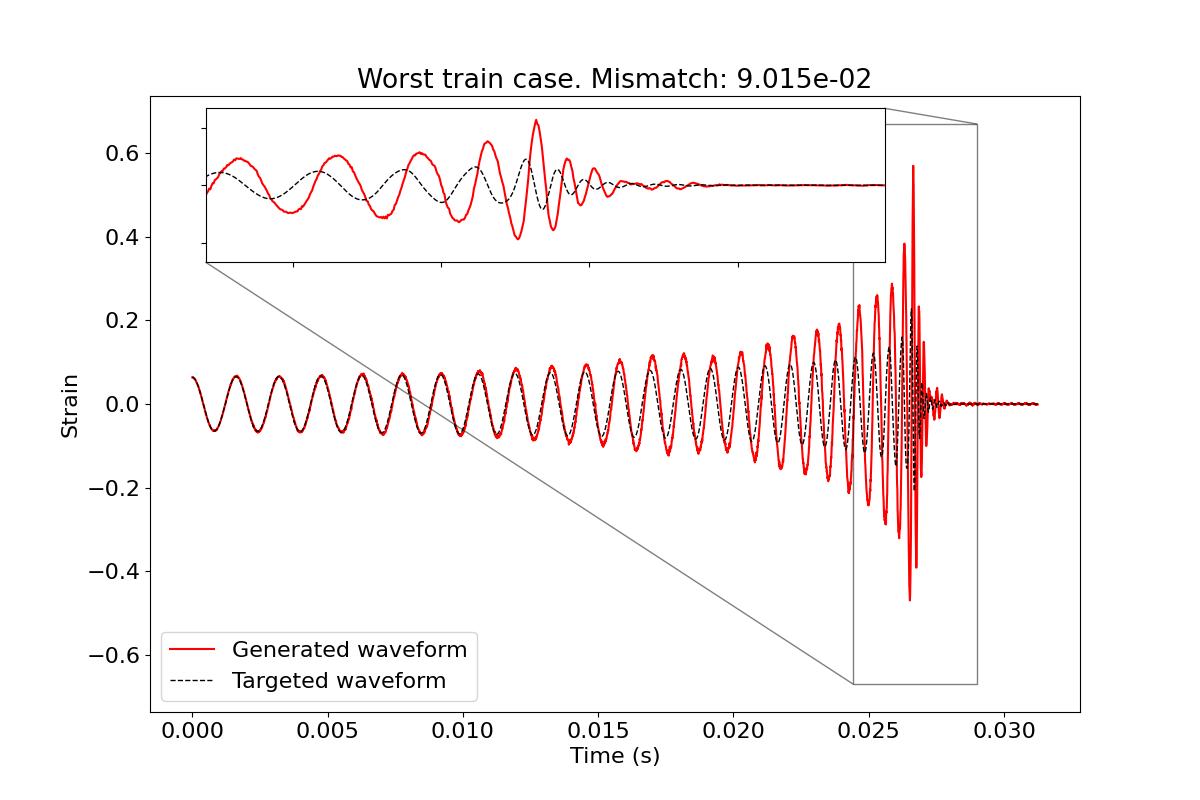 Worst train case. Mismatch: 9.015e-02
0.6
0.4
0.2
0.0
−0.2
−0.4
−0.6
Strain
Generated waveform
Targeted waveform
0.000 0.005 0.010 0.015 0.020 0.025 0.030
Time (s)